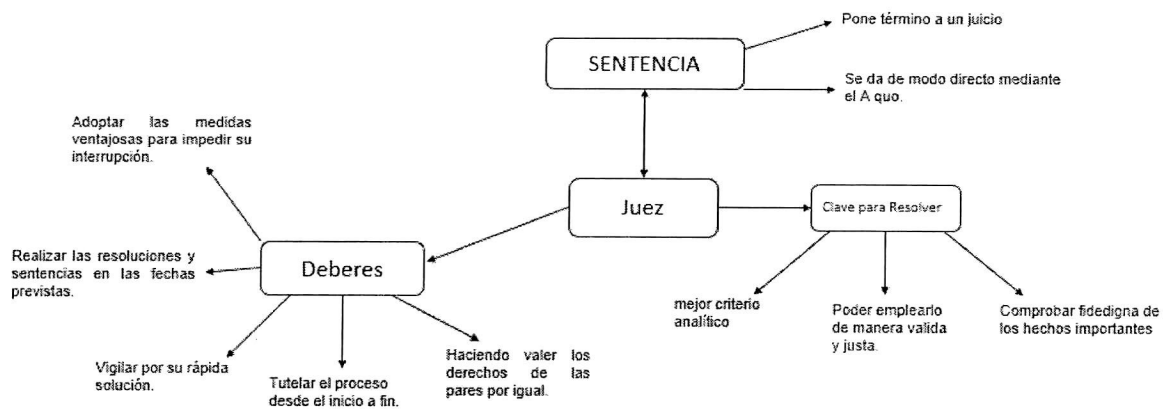 Pone término a un juicio
SENTENCIA
Se da de modo directo mediante
el A quo.
Adoptar las medidas
ventajosas para impedir su
interrupción.
Juez
Clave para Resolver
Realizar las resoluciones y
sentencias en las fechas
previstas.
Deberes
mejor criterio
analítico
Poder emplearlo
de manera valida
y justa.
Comprobar fidedigna de
los hechos importantes
Vigilar por su rápida
solución.
Tutelar el proceso
desde el inicio a fin.
Haciendo valer los
derechos de las
pares por igual.